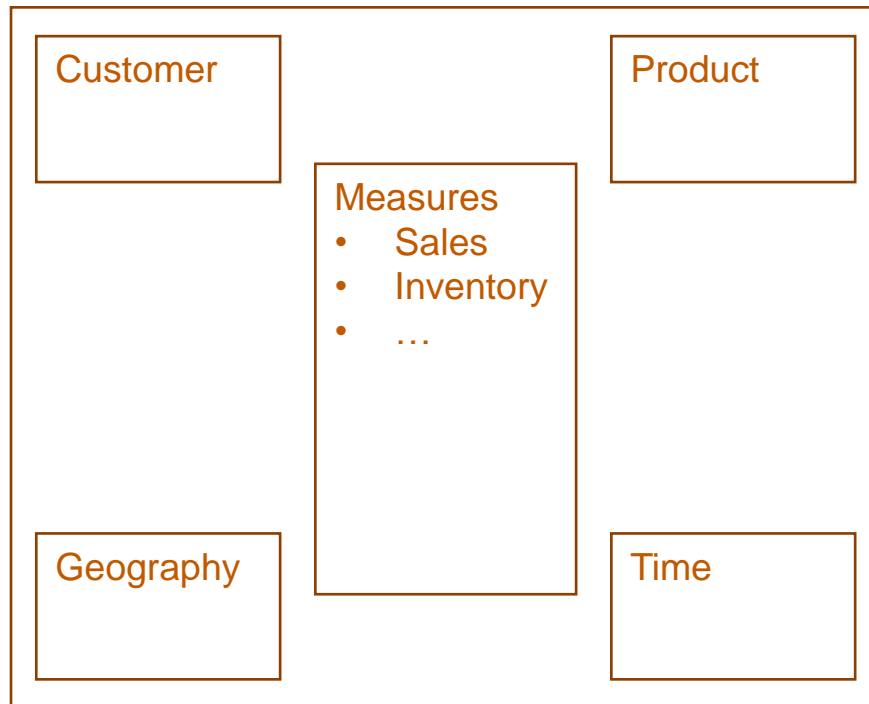 Customer
Product
Measures
• Sales
• Inventory
• …
Geography
Time